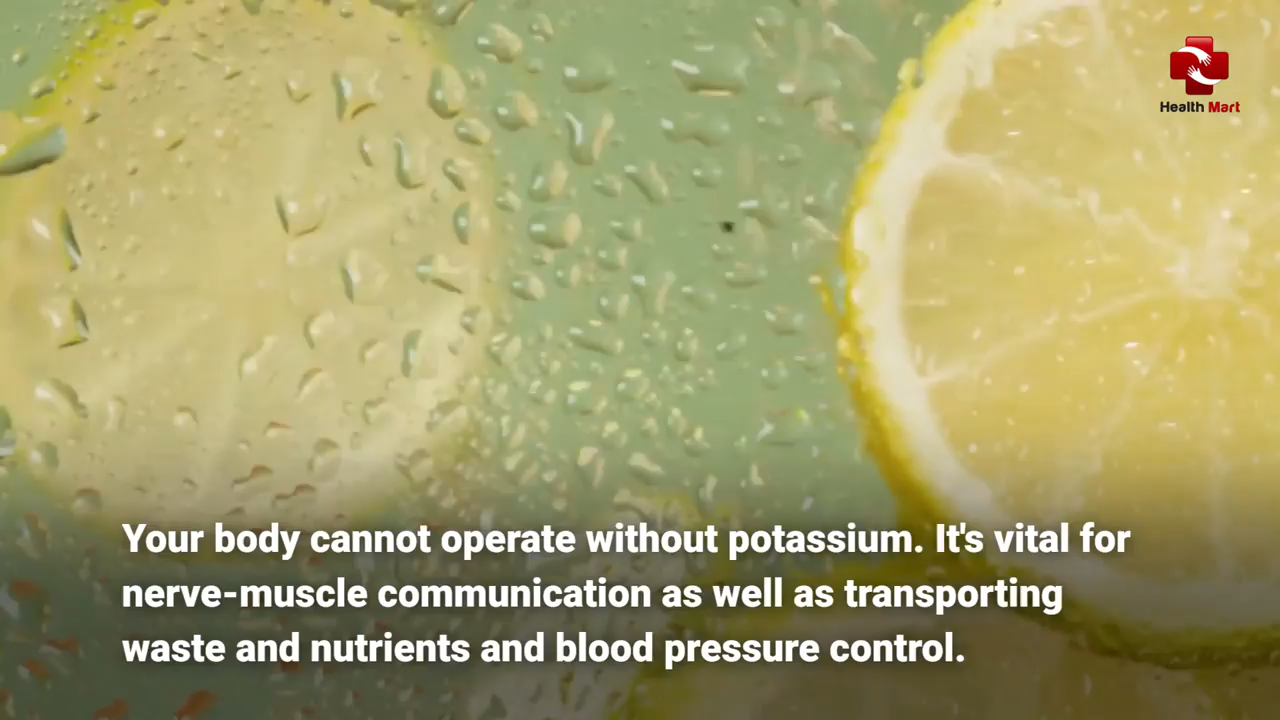 Health Mart
Your body cannot operate without potassium. It's vital for
nerve-muscle communication as well as transporting
waste and nutrients and blood pressure control.